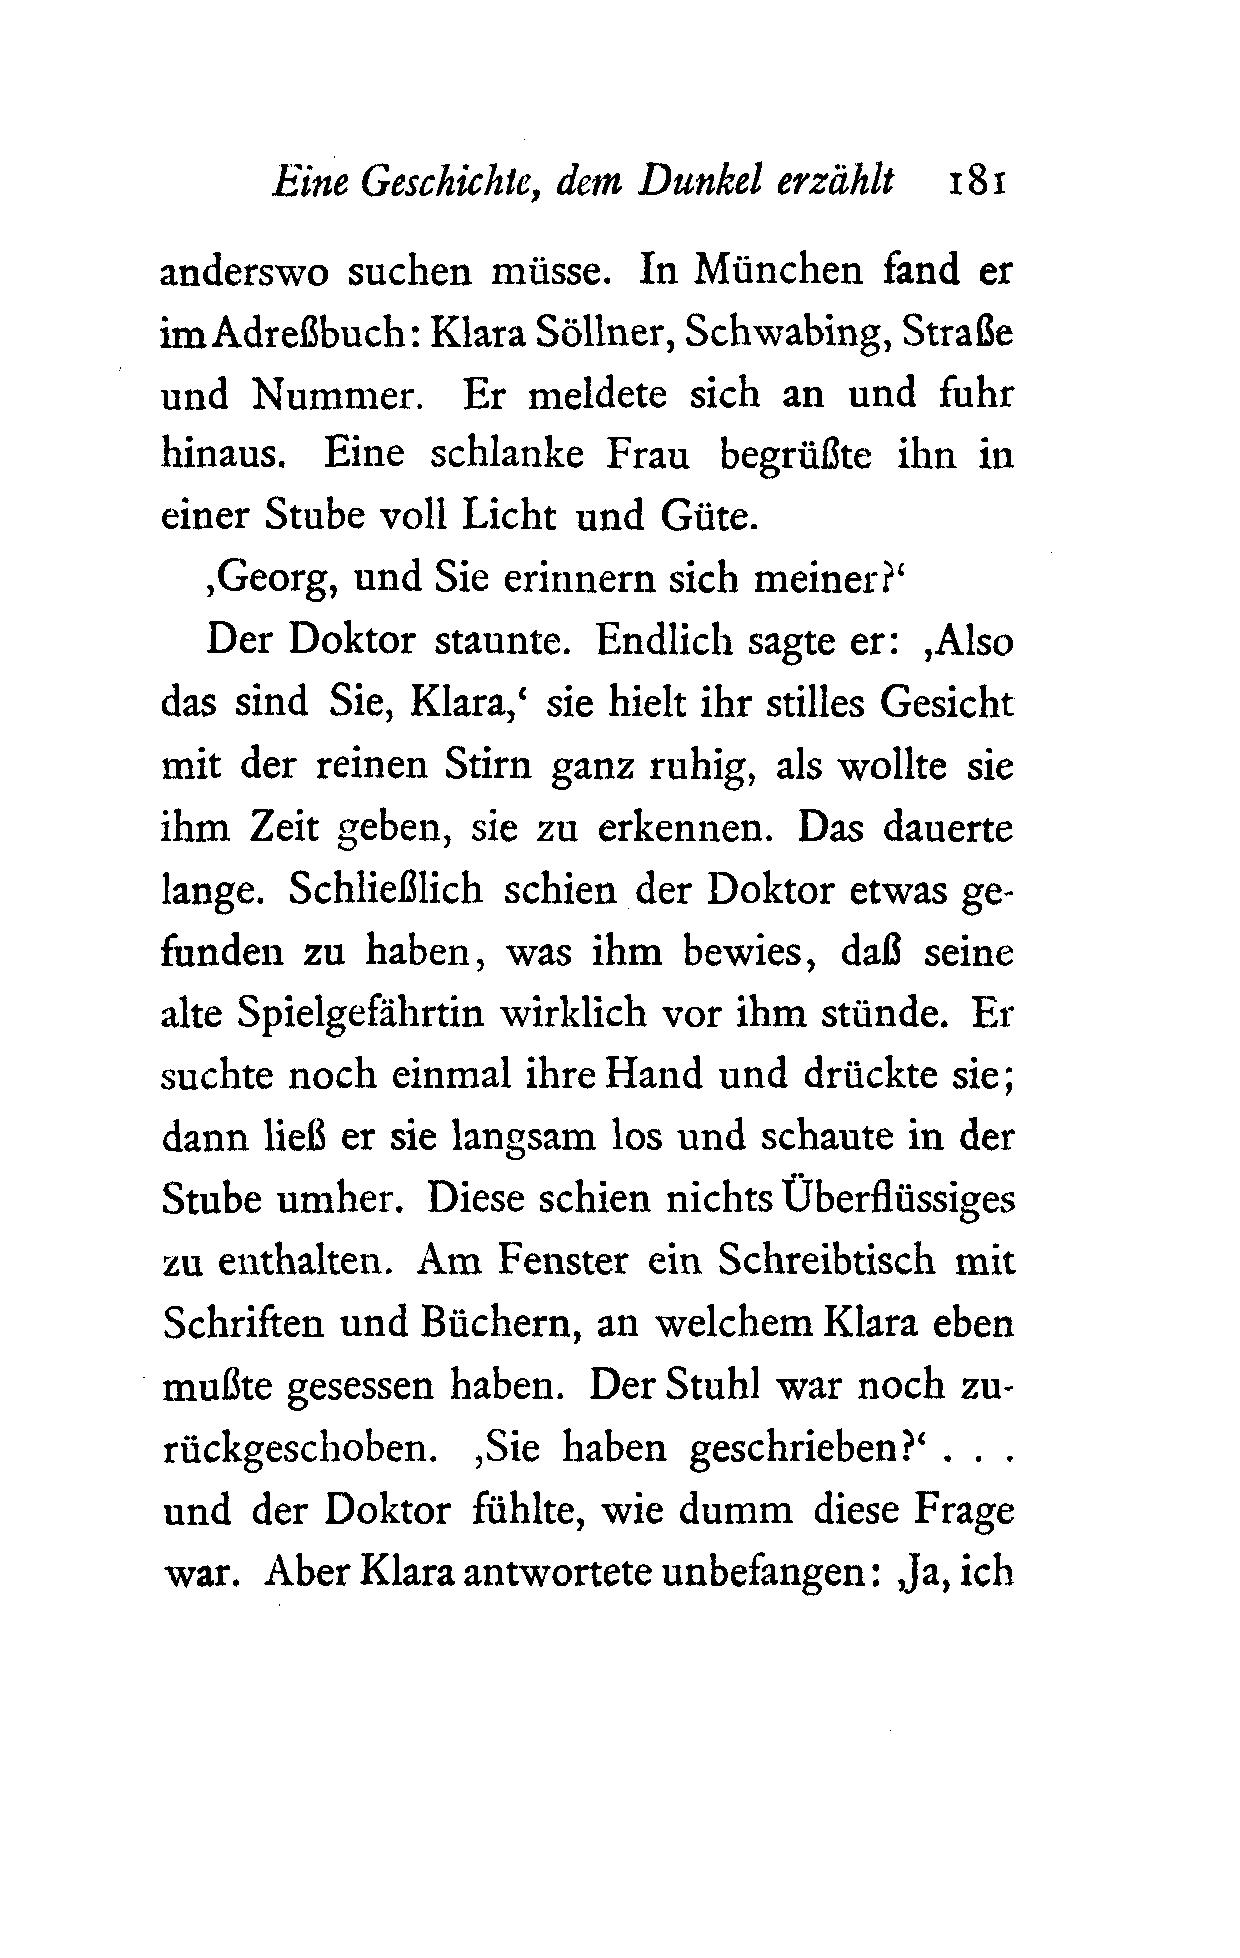 Eine Geschichte, dem Dunkel erzählt 181
anderswo suchen müsse. In München fand er
im Adreßbuch: Klara Söllner, Schwabing, Straße
und Nummer. Er meldete sich an und fuhr
hinaus. Eine schlanke Frau begrüßte ihn in
einer Stube voll Licht und Güte.
‚Georg, und Sie erinnern sich meiner?‘
Der Doktor staunte. Endlich sagte er: ‚Also
das sind Sie, Klara,‘ sie hielt ihr stilles Gesicht
mit der reinen Stirn ganz ruhig, als wollte sie
ihm Zeit geben, sie zu erkennen. Das dauerte
lange. Schließlich schien der Doktor etwas ge-
funden zu haben, was ihm bewies, daß seine
alte Spielgefährtin wirklich vor ihm stünde. Er
suchte noch einmal ihre Hand und drückte sie;
dann ließ er sie langsam los und schaute in der
Stube umher. Diese schien nichts Überflüssiges
zu enthalten. Am Fenster ein Schreibtisch mit
Schriften und Büchern, an welchem Klara eben
mußte gesessen haben. Der Stuhl war noch zu-
rückgeschoben. ‚Sie haben geschrieben?‘ . . .
und der Doktor fühlte, wie dumm diese Frage
war. Aber Klara antwortete unbefangen: ‚Ja, ich